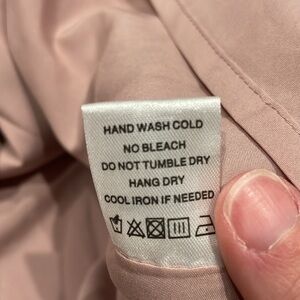 HAND WASH COLD
NO BLEACH
DO NOT TUMBLE DRY
HANG DRY
COOL IRON IF NEEDED